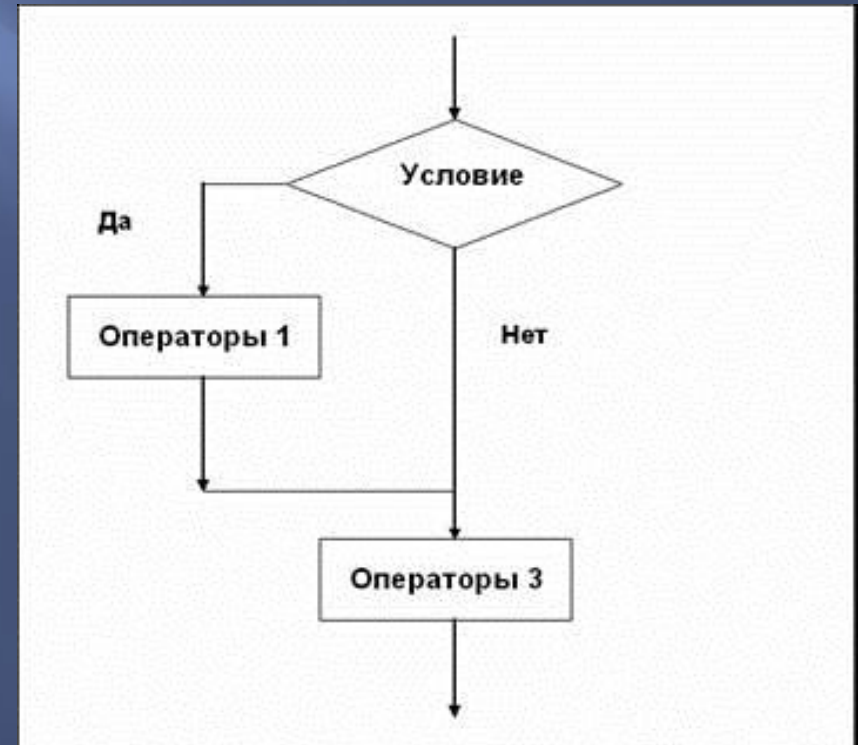 Условие
Да
Операторы 1
Нет
Операторы 3